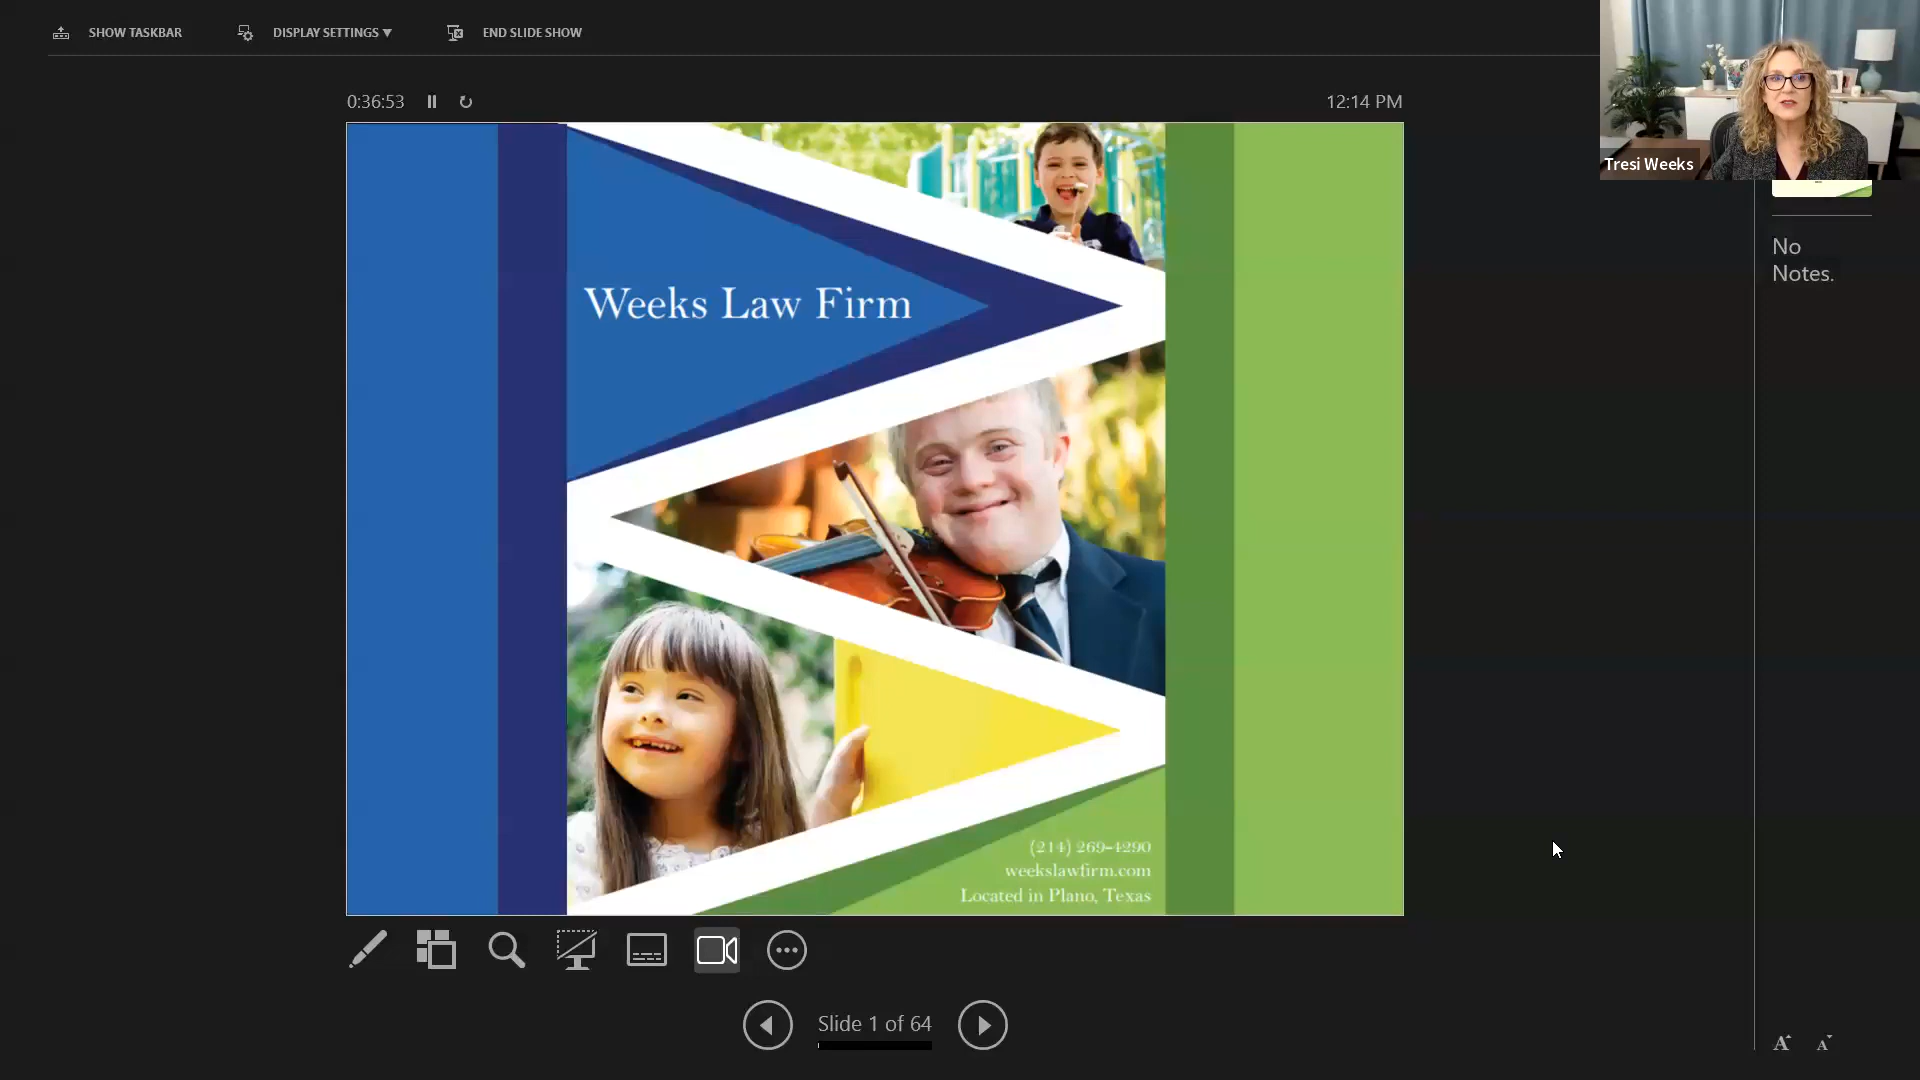 SHOW TASKBAR
DISPLAY SETTINGS ▼
END SLIDE SHOW
0:36:53
12:14 PM
Tresi Weeks
No
Notes.
Weeks Law Firm
(214) 269-4290
weekslawfirm.com
Located in Plano, Texas
Slide 1 of 64
A A